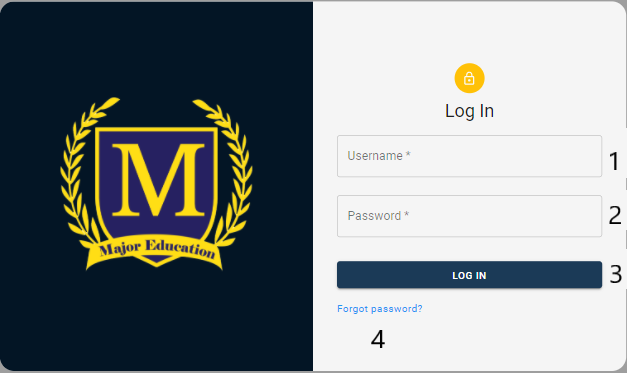 M
Major Education
Log In
Username *
1
Password *
2
LOG IN
3
Forgot password?
4